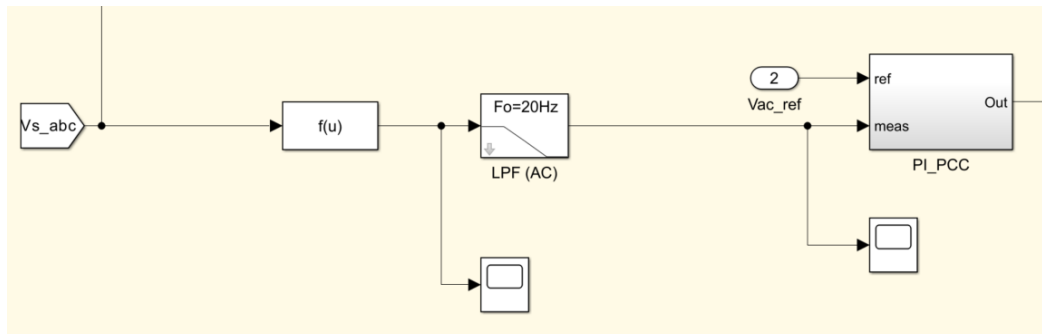 Vs_abc
f(u)
Fo=20Hz
LPF (AC)
2
Vac_ref
ref
meas
Out
PI_PCC